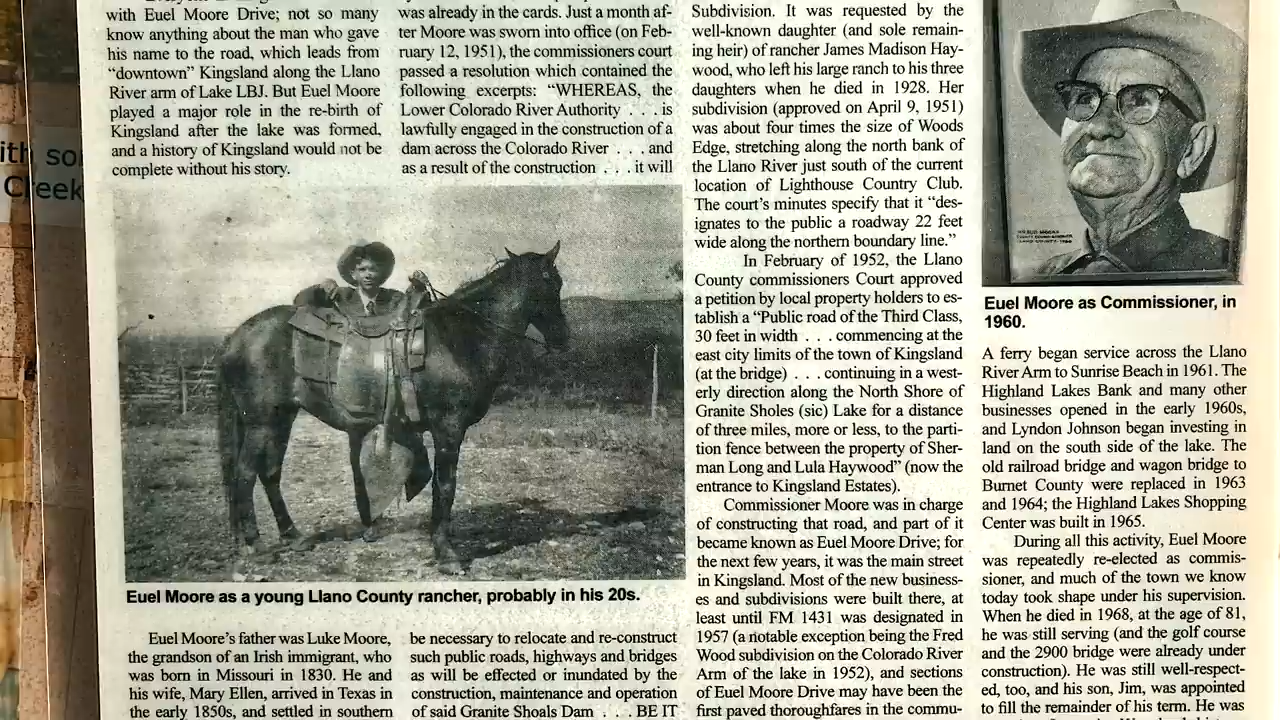 with Euel Moore Drive; not so many
know anything about the man who gave
his name to the road, which leads from
“downtown” Kingsland along the Llano
River arm of Lake LBJ. But Euel Moore
played a major role in the re-birth of
Kingsland after the lake was formed,
and a history of Kingsland would not be
complete without his story.
was already in the cards. Just a month af-
ter Moore was sworn into office (on Feb-
ruary 12, 1951), the commissioners court
passed a resolution which contained the
following excerpts: “WHEREAS, the
Lower Colorado River Authority . . . is
lawfully engaged in the construction of a
dam across the Colorado River . . . and
as a result of the construction . . . it will
Euel Moore as a young Llano County rancher, probably in his 20s.
Euel Moore’s father was Luke Moore,
the grandson of an Irish immigrant, who
was born in Missouri in 1830. He and
his wife, Mary Ellen, arrived in Texas in
the early 1850s, and settled in southern
be necessary to relocate and re-construct
such public roads, highways and bridges
as will be effected or inundated by the
construction, maintenance and operation
of said Granite Shoals Dam . . . BE IT
Subdivision. It was requested by the
well-known daughter (and sole remain-
ing heir) of rancher James Madison Hay-
wood, who left his large ranch to his three
daughters when he died in 1928. Her
subdivision (approved on April 9, 1951)
was about four times the size of Woods
Edge, stretching along the north bank of
the Llano River just south of the current
location of Lighthouse Country Club.
The court’s minutes specify that it “des-
ignates to the public a roadway 22 feet
wide along the northern boundary line.”
In February of 1952, the Llano
County commissioners Court approved
a petition by local property holders to es-
tablish a “Public road of the Third Class,
30 feet in width . . . commencing at the
east city limits of the town of Kingsland
(at the bridge) . . . continuing in a west-
erly direction along the North Shore of
Granite Sholes (sic) Lake for a distance
of three miles, more or less, to the parti-
tion fence between the property of Sher-
man Long and Lula Haywood” (now the
entrance to Kingsland Estates).
Commissioner Moore was in charge
of constructing that road, and part of it
became known as Euel Moore Drive; for
the next few years, it was the main street
in Kingsland. Most of the new business-
es and subdivisions were built there, at
least until FM 1431 was designated in
1957 (a notable exception being the Fred
Wood subdivision on the Colorado River
Arm of the lake in 1952), and sections
of Euel Moore Drive may have been the
first paved thoroughfares in the commu-
Euel Moore as Commissioner, in
1960.
A ferry began service across the Llano
River Arm to Sunrise Beach in 1961. The
Highland Lakes Bank and many other
businesses opened in the early 1960s,
and Lyndon Johnson began investing in
land on the south side of the lake. The
old railroad bridge and wagon bridge to
Burnet County were replaced in 1963
and 1964; the Highland Lakes Shopping
Center was built in 1965.
During all this activity, Euel Moore
was repeatedly re-elected as commis-
sioner, and much of the town we know
today took shape under his supervision.
When he died in 1968, at the age of 81,
he was still serving (and the golf course
and the 2900 bridge were already under
construction). He was still well-respect-
ed, too, and his son, Jim, was appointed
to fill the remainder of his term. He was